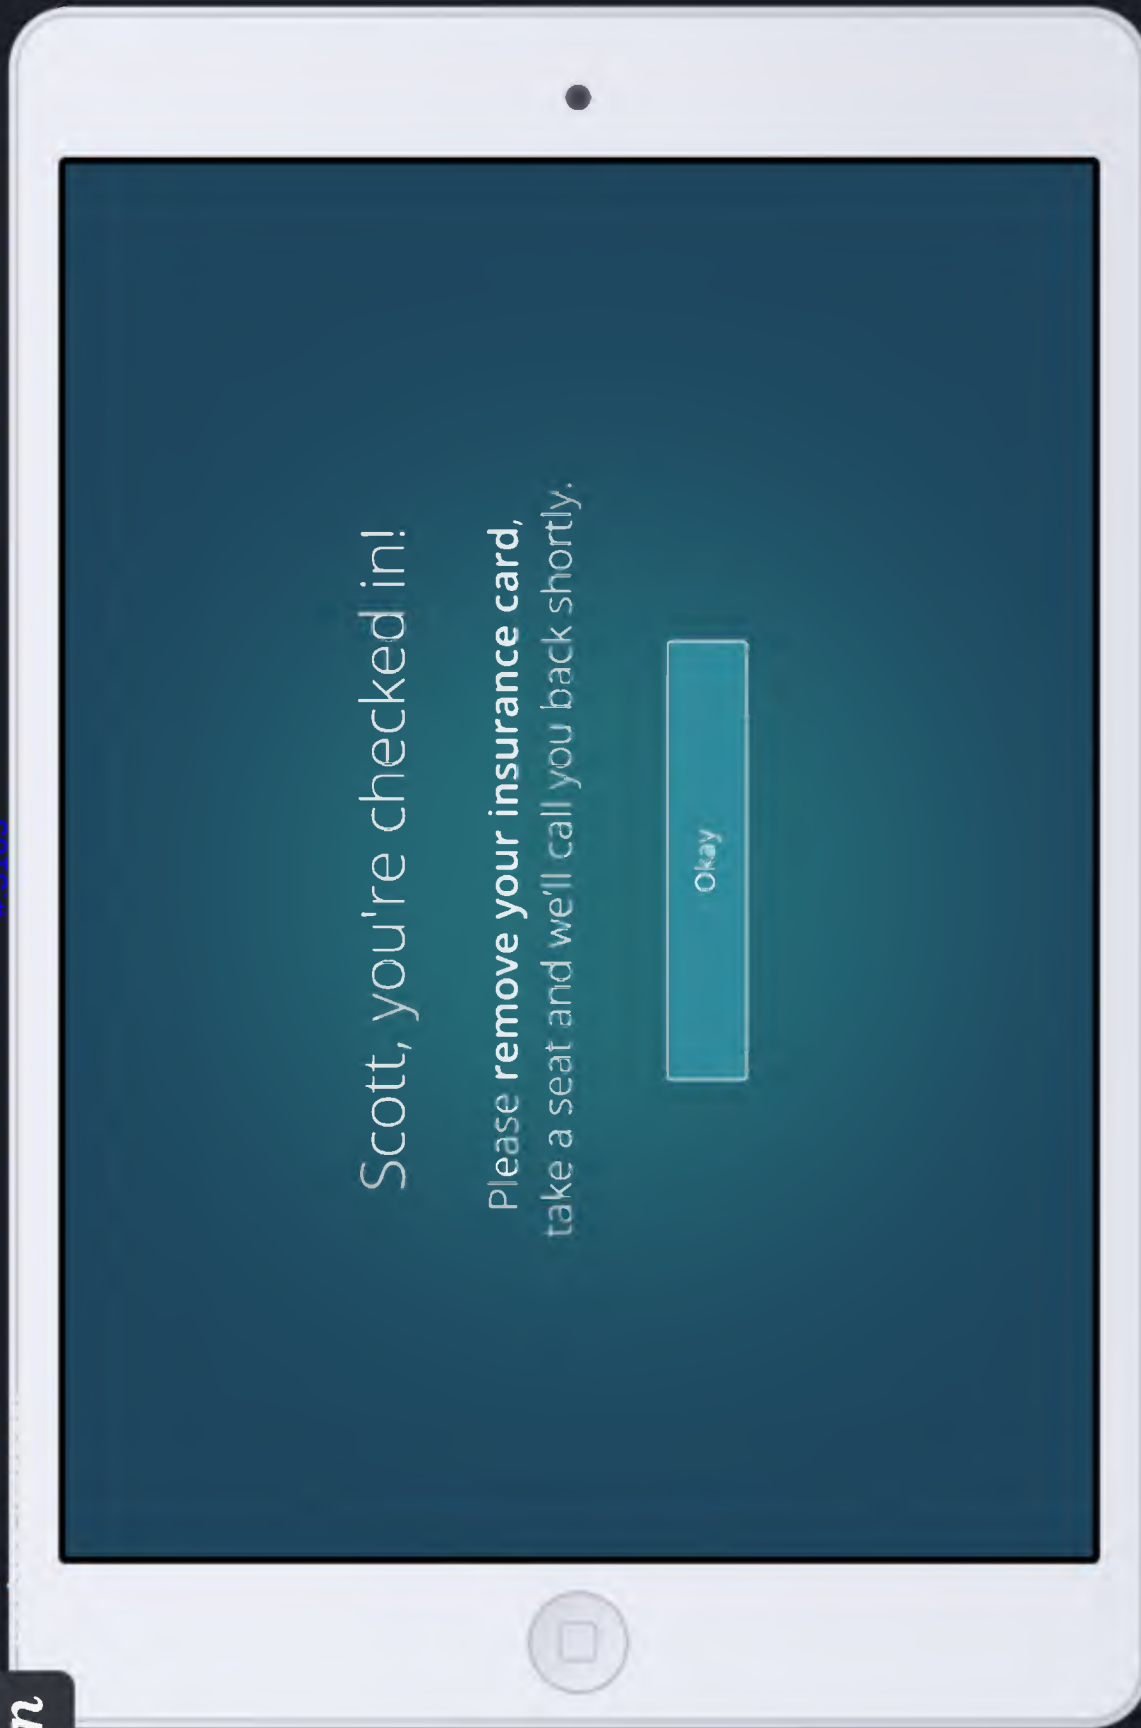 Scott, you're checked in!
Please remove your insurance card,
take a seat and we'll call you back shortly.
Okay